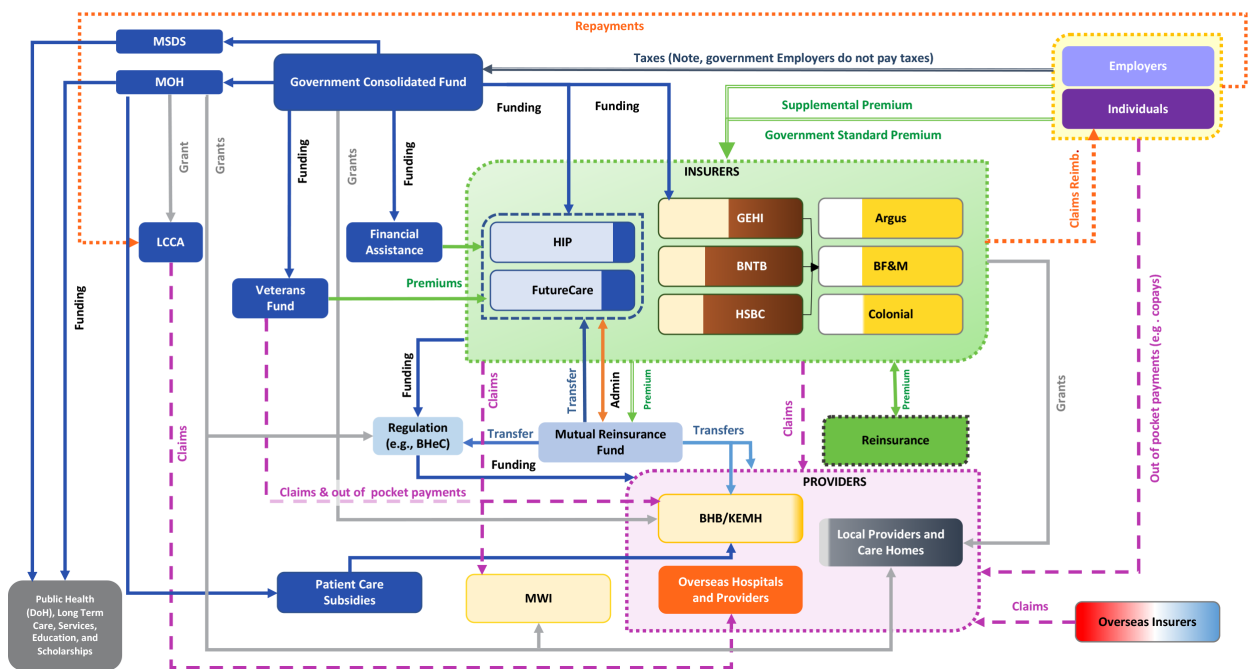 Repayments
MSDS
Taxes (Note, government Employers do not pay taxes)
Employers
MOH
Government Consolidated Fund
Funding
Funding
Supplemental Premium
Individuals
Government Standard Premium
Grant
Grants
Funding
Grants
Funding
INSURERS
Claims Reimb.
LCCA
Financial
Assistance
HIP
GEHI
Argus
BNTB
BF&M
Veterans
Fund
Premiums
FutureCare
HSBC
Colonial
Funding
Funding
Claims
Transfer
Admin
Premium
Claims
Premium
Grants
Out of pocket payments (e.g. copays)
Claims
Regulation
(e.g., BHeC)
Transfer
Mutual Reinsurance
Fund
Transfers
Reinsurance
Funding
PROVIDERS
Claims & out of pocket payments
BHB/KEMH
Local Providers and
Care Homes
Patient Care
Subsidies
MWI
Overseas Hospitals
and Providers
Public Health
(DoH), Long Term
Care, Services,
Education, and
Scholarships
Claims
Overseas Insurers